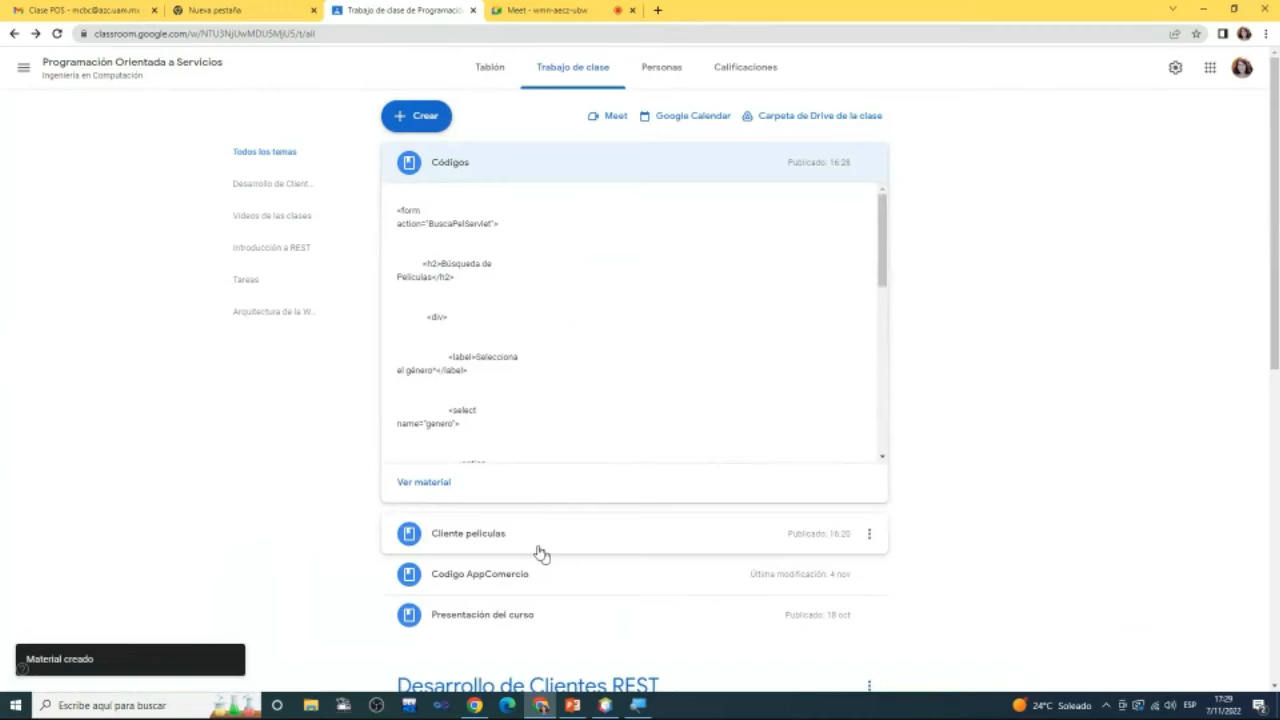 Clase POS - mcbc@azc.uam.mx
Nueva pestaña
Trabajo de clase de Programació
Meet - wmn-aecz-ubw
classroom.google.com/w/NTU3NjUwMDU5MjU5/t/all
Programación Orientada a Servicios
Ingeniería en Computación
Tablón
Trabajo de clase
Personas
Calificaciones
Crear
Meet
Google Calendar
Carpeta de Drive de la clase
Todos los temas
Desarrollo de Client...
Videos de las clases
Introducción a REST
Tareas
Arquitectura de la W...
Códigos
Publicado: 16:28
<form
action="BuscaPelServlet">
<h2>Búsqueda de
Películas</h2>
<div>
<label>Selecciona
el género*</label>
<select
name="genero">
Ver material
Cliente películas
Publicado: 16:20
Codigo AppComercio
Última modificación: 4 nov
Presentación del curso
Publicado: 18 oct
Desarrollo de Clientes REST
Material creado
Escribe aquí para buscar
24°C Soleado
ESP
17:29
7/11/2022